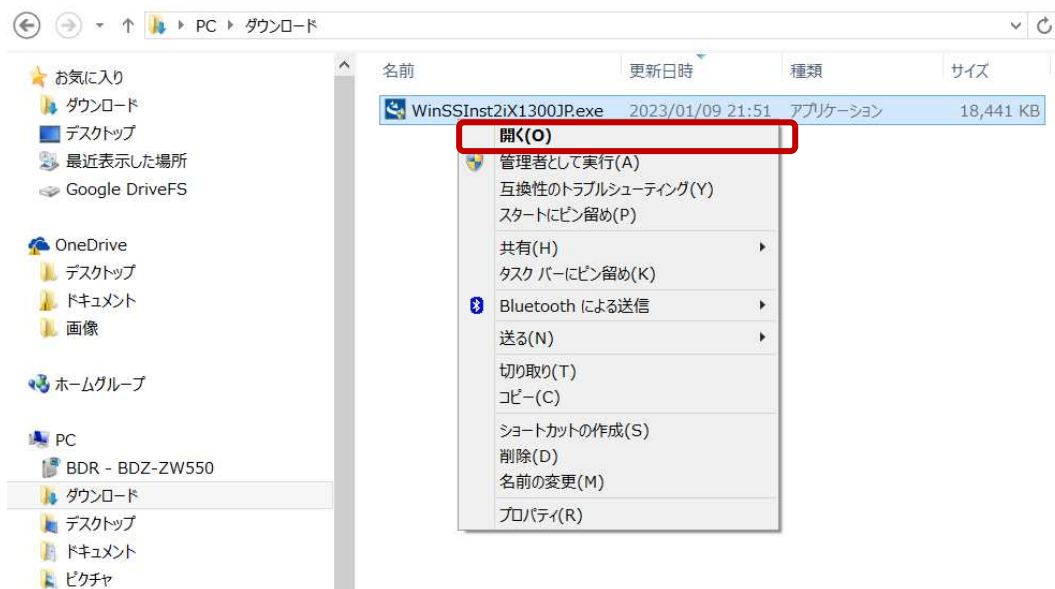 PC ダウンロード
お気に入り
ダウンロード
デスクトップ
最近表示した場所
Google DriveFS
OneDrive
デスクトップ
ドキュメント
画像
ホームグループ
PC
BDR - BDZ-ZW550
ダウンロード
デスクトップ
ドキュメント
ピクチャ
名前 更新日時 種類 サイズ
WinSSInst2iX1300JP.exe 2023/01/09 21:51 アプリケーション 18,441 KB
開く(O)
管理者として実行(A)
互換性のトラブルシューティング(Y)
スタートにピン留め(P)
共有(H)
タスク バーにピン留め(K)
Bluetooth による送信
送る(N)
切り取り(T)
コピー(C)
ショートカットの作成(S)
削除(D)
名前の変更(M)
プロパティ(R)